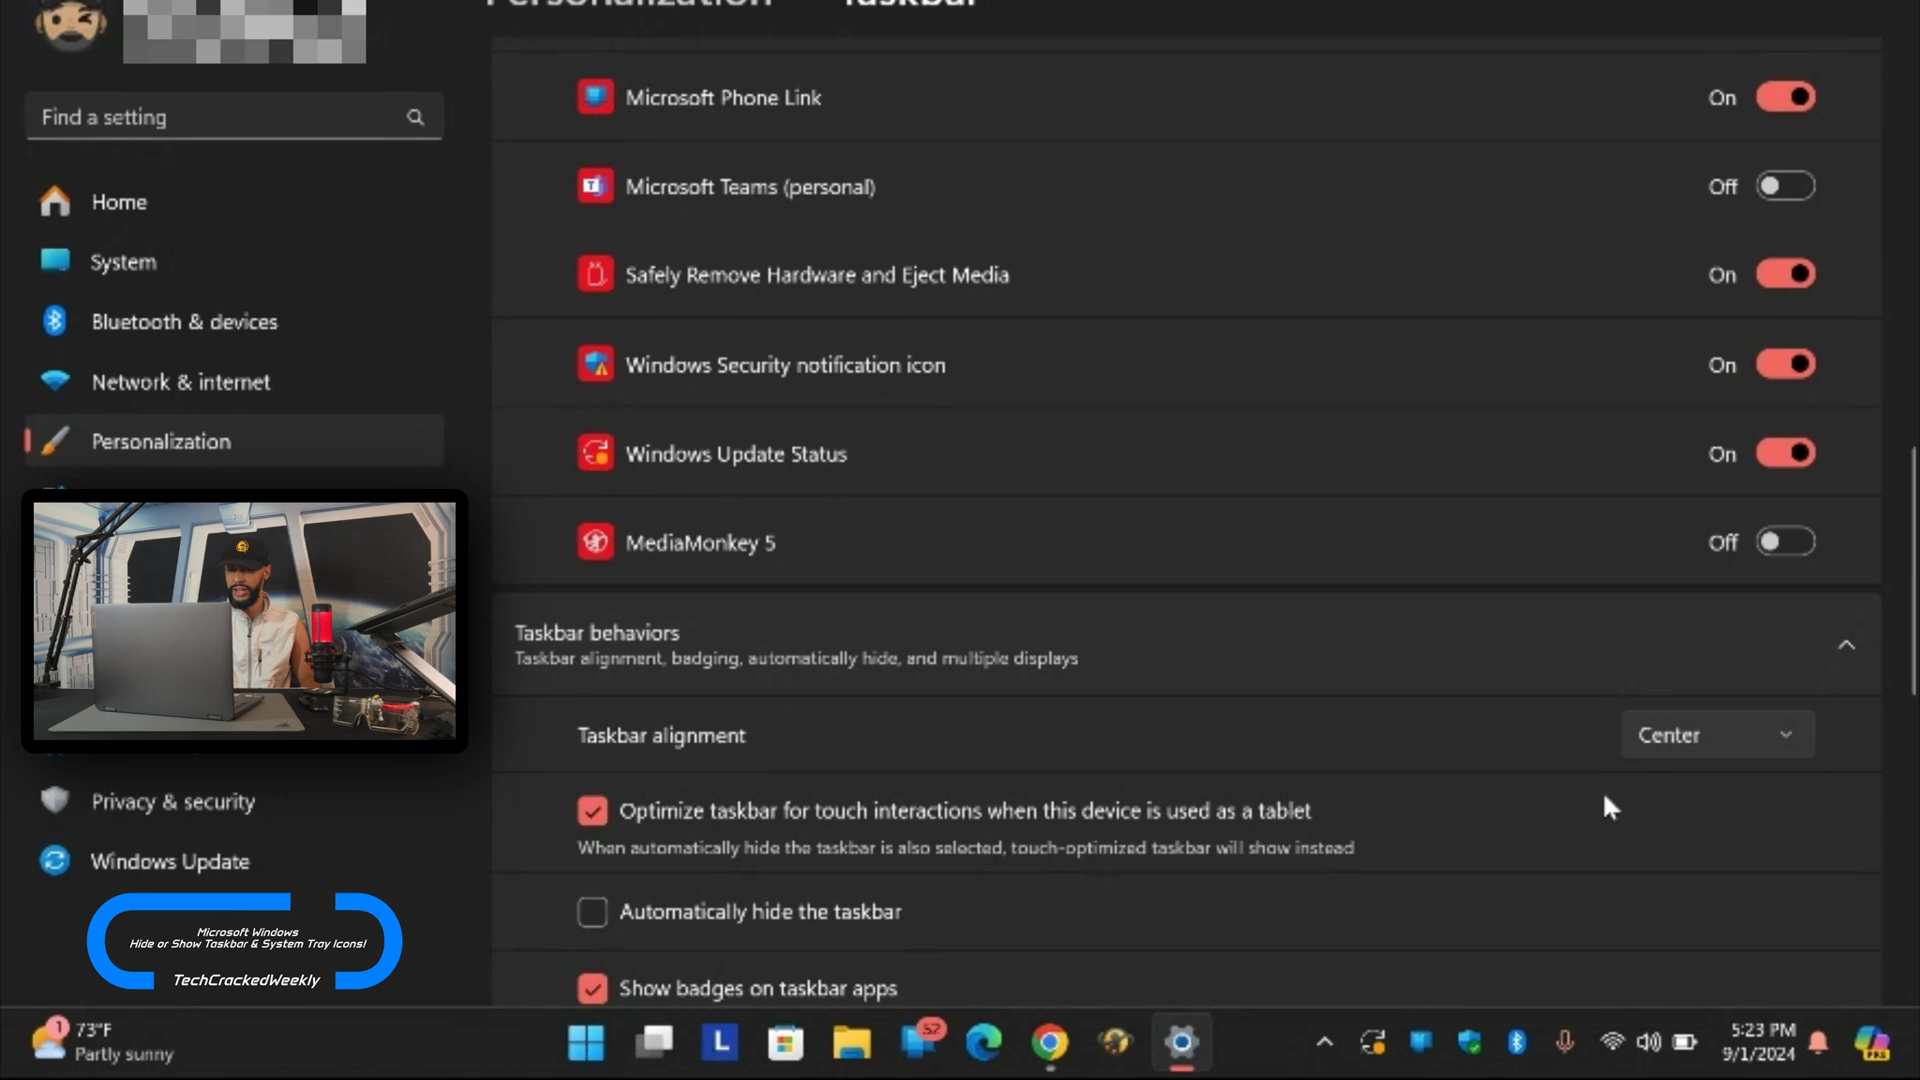 Personalization
Taskbar
Find a setting
Home
System
Bluetooth & devices
Network & internet
Personalization
Privacy & security
Windows Update
Microsoft Phone Link
On
Microsoft Teams (personal)
Off
Safely Remove Hardware and Eject Media
On
Windows Security notification icon
On
Windows Update Status
On
MediaMonkey 5
Off
Taskbar behaviors
Taskbar alignment, badging, automatically hide, and multiple displays
Taskbar alignment
Center
Optimize taskbar for touch interactions when this device is used as a tablet
When automatically hide the taskbar is also selected, touch-optimized taskbar will show instead
Automatically hide the taskbar
Show badges on taskbar apps
Microsoft Windows
Hide or Show Taskbar & System Tray Icons!
TechCrackedWeekly
1
73°F
Partly sunny
L
52
5:23 PM
9/1/2024